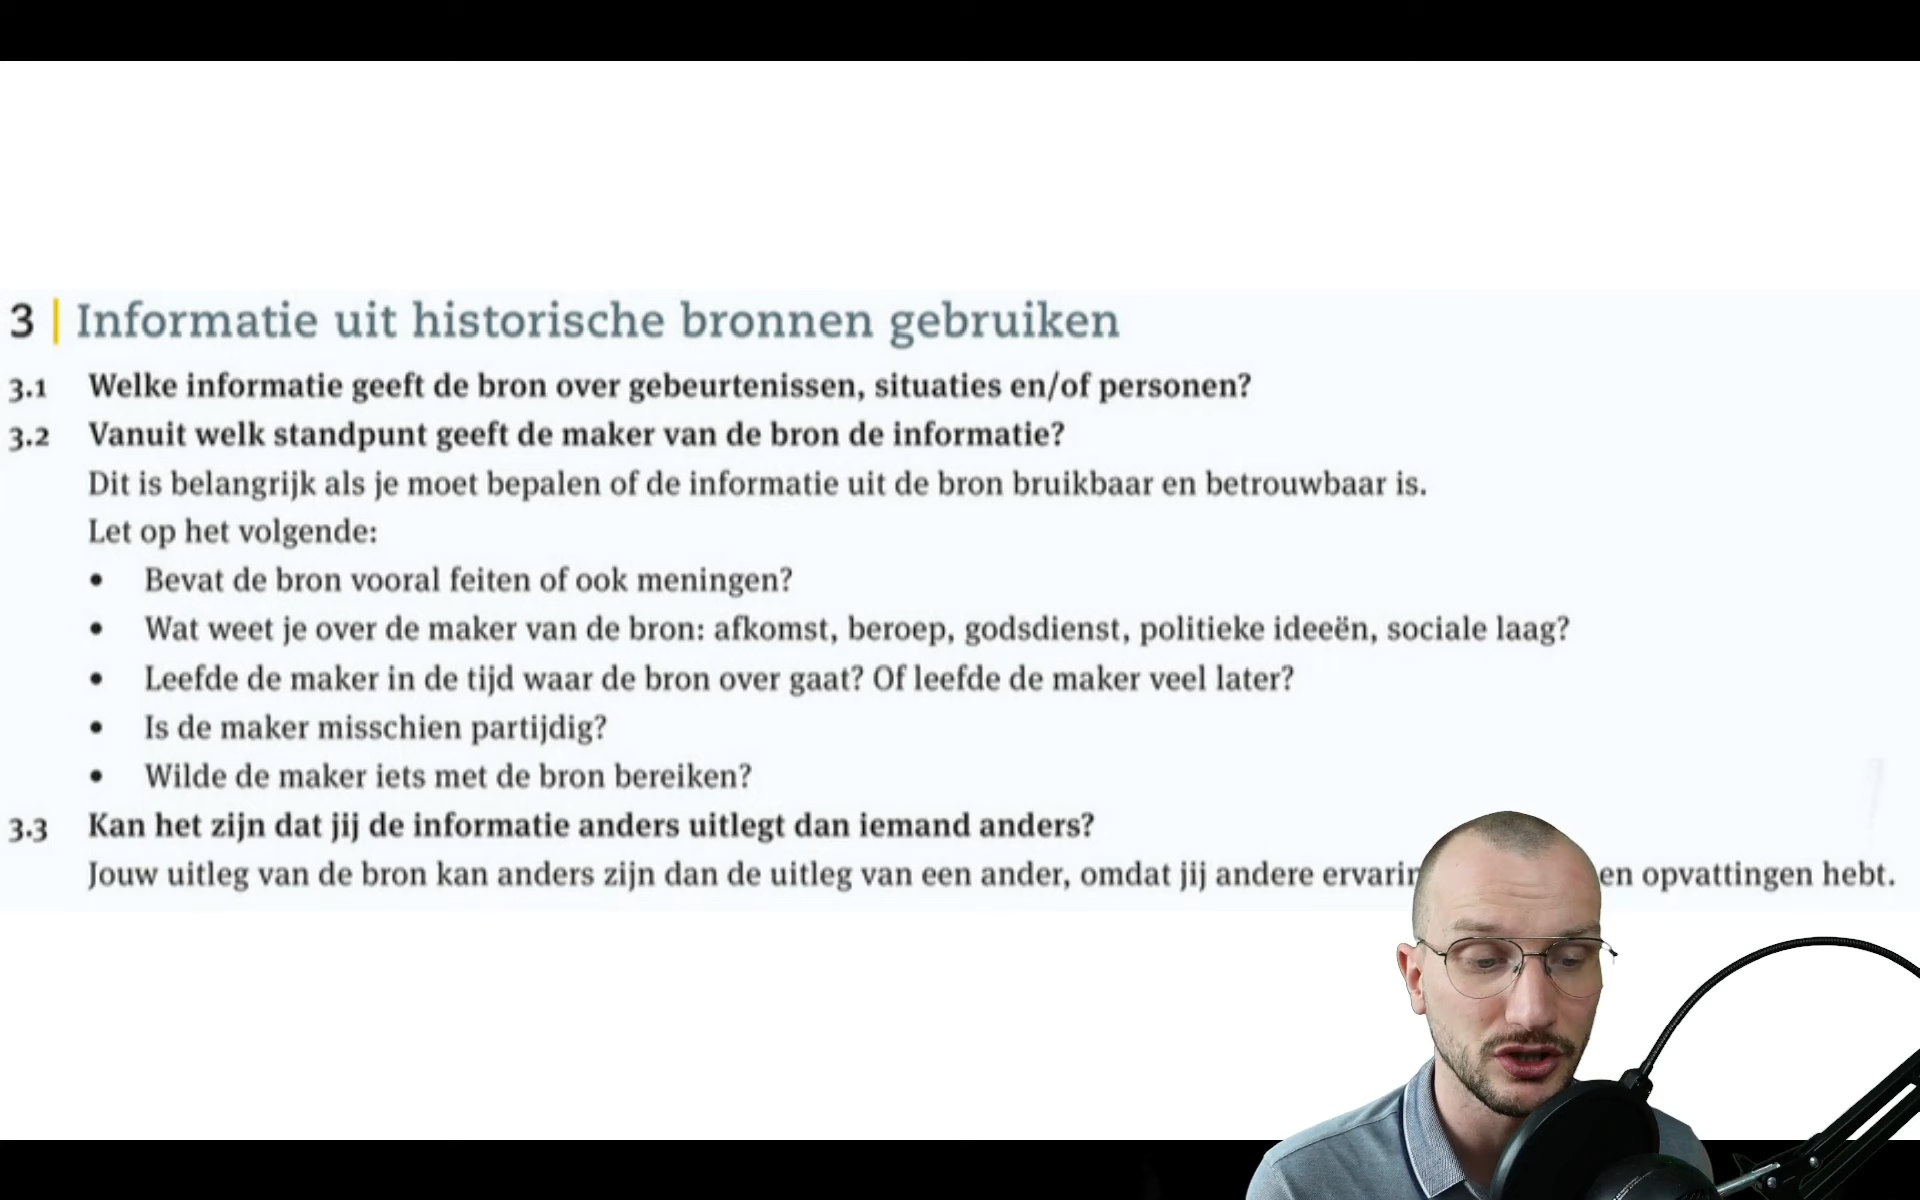 3 | Informatie uit historische bronnen gebruiken
3.1 Welke informatie geeft de bron over gebeurtenissen, situaties en/of personen?
3.2 Vanuit welk standpunt geeft de maker van de bron de informatie?
Dit is belangrijk als je moet bepalen of de informatie uit de bron bruikbaar en betrouwbaar is.
Let op het volgende:
• Bevat de bron vooral feiten of ook meningen?
• Wat weet je over de maker van de bron: afkomst, beroep, godsdienst, politieke ideeën, sociale laag?
• Leefde de maker in de tijd waar de bron over gaat? Of leefde de maker veel later?
• Is de maker misschien partijdig?
• Wilde de maker iets met de bron bereiken?
3.3 Kan het zijn dat jij de informatie anders uitlegt dan iemand anders?
Jouw uitleg van de bron kan anders zijn dan de uitleg van een ander, omdat jij andere en opvattingen hebt.